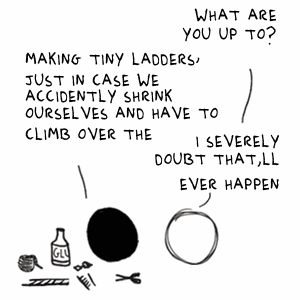 WHAT ARE
YOU UP TO?
MAKING TINY LADDERS,
JUST IN CASE WE
ACCIDENTLY SHRINK
OURSELVES AND HAVE TO
CLIMB OVER THE
I SEVERELY
DOUBT THAT,LL
EVER HAPPEN
GLU